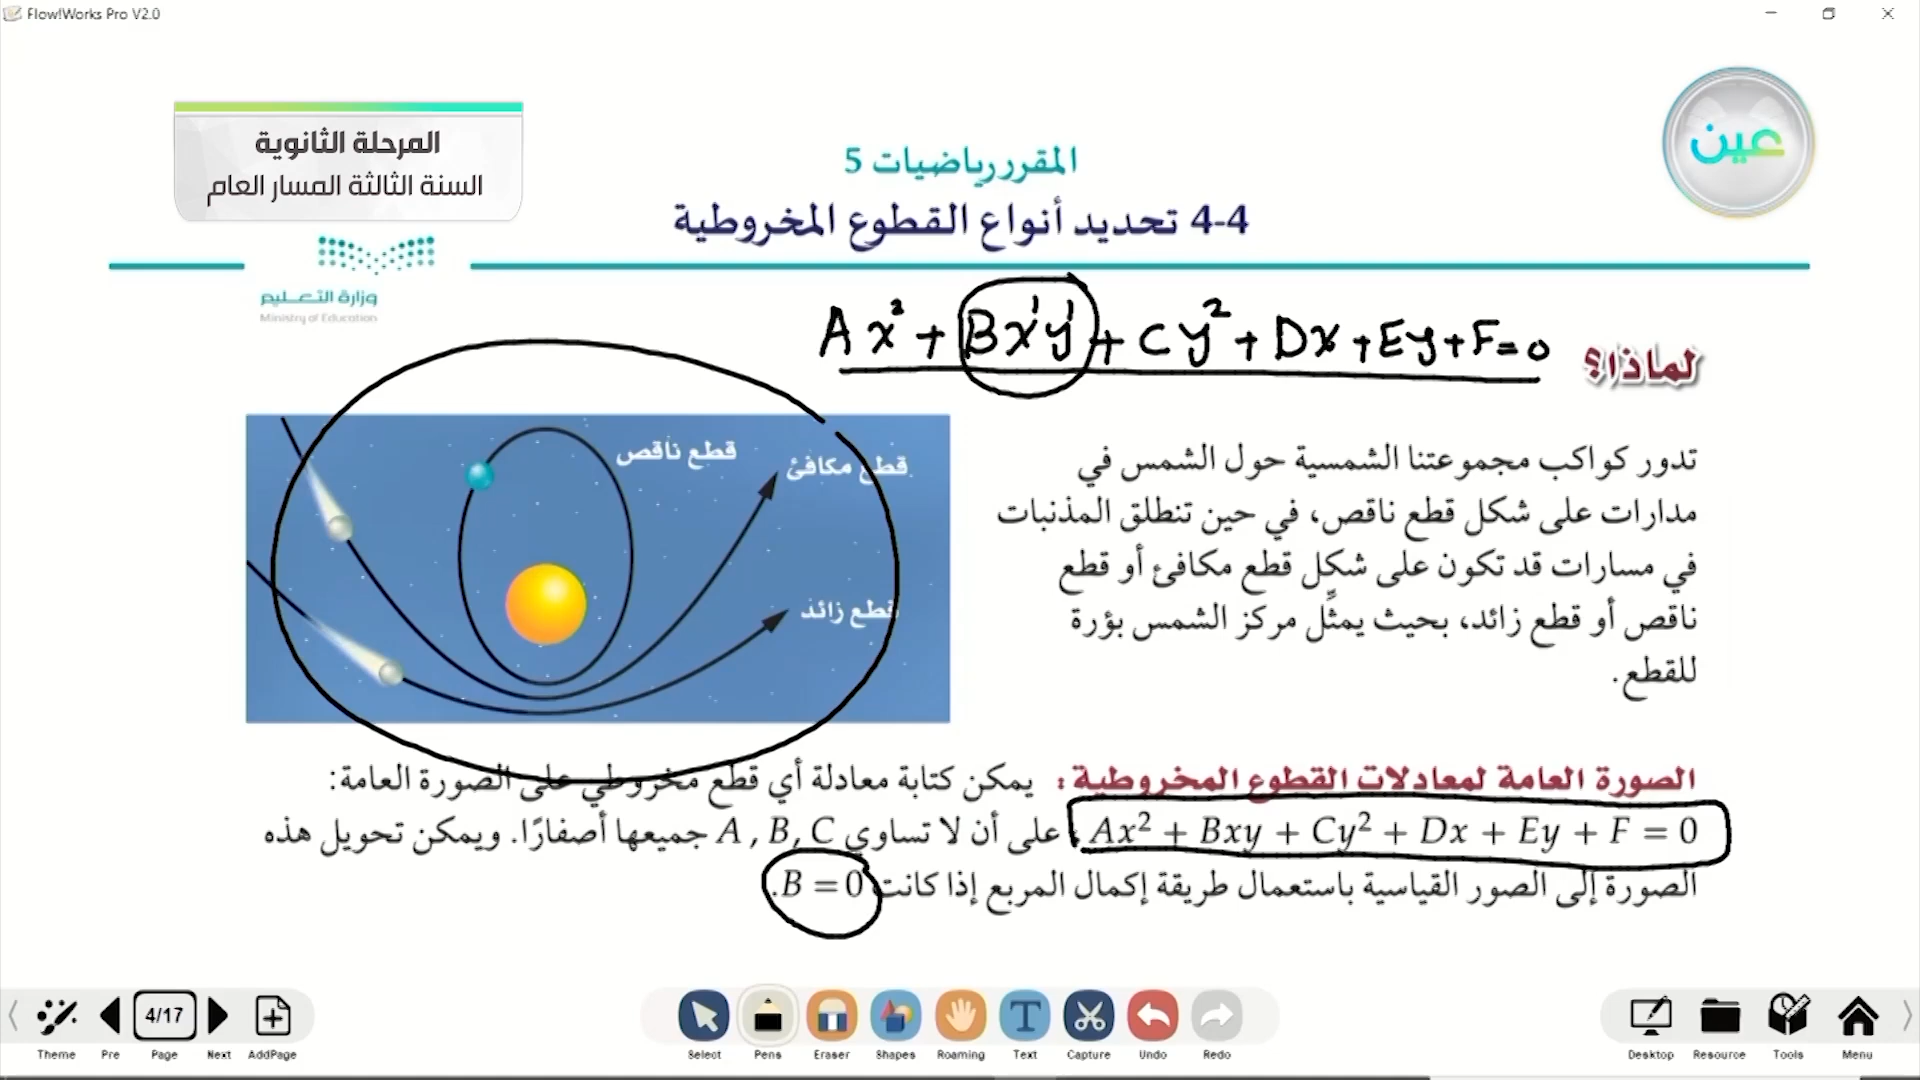 Flow!Works Pro V2.0
المرحلة الثانوية
السنة الثالثة المسار العام
عين
المقرر رياضيات 5
4-4 تحديد أنواع القطوع المخروطية
وزارة التعليم
Ministry of Education
Ax² + Bx¹y¹ + Cy² + Dx + Ey + F = 0
لماذا؟
قطع ناقص
قطع مكافئ
قطع زائد
تدور كواكب مجموعتنا الشمسية حول الشمس في
مدارات على شكل قطع ناقص، في حين تنطلق المذنبات
في مسارات قد تكون على شكل قطع مكافئ أو قطع
ناقص أو قطع زائد، بحيث يمثِّل مركز الشمس بؤرة
للقطع.
الصورة العامة لمعادلات القطوع المخروطية : يمكن كتابة معادلة أي قطع مخروطي على الصورة العامة:
Ax² + Bxy + Cy² + Dx + Ey + F = 0 ، على أن لا تساوي A , B, C جميعها أصفارًا. ويمكن تحويل هذه
الصورة إلى الصور القياسية باستعمال طريقة إكمال المربع إذا كانت B = 0.
4/17
Theme Pre Page Next AddPage
Select Pens Eraser Shapes Roaming Text Capture Undo Redo
Desktop Resource Tools Menu